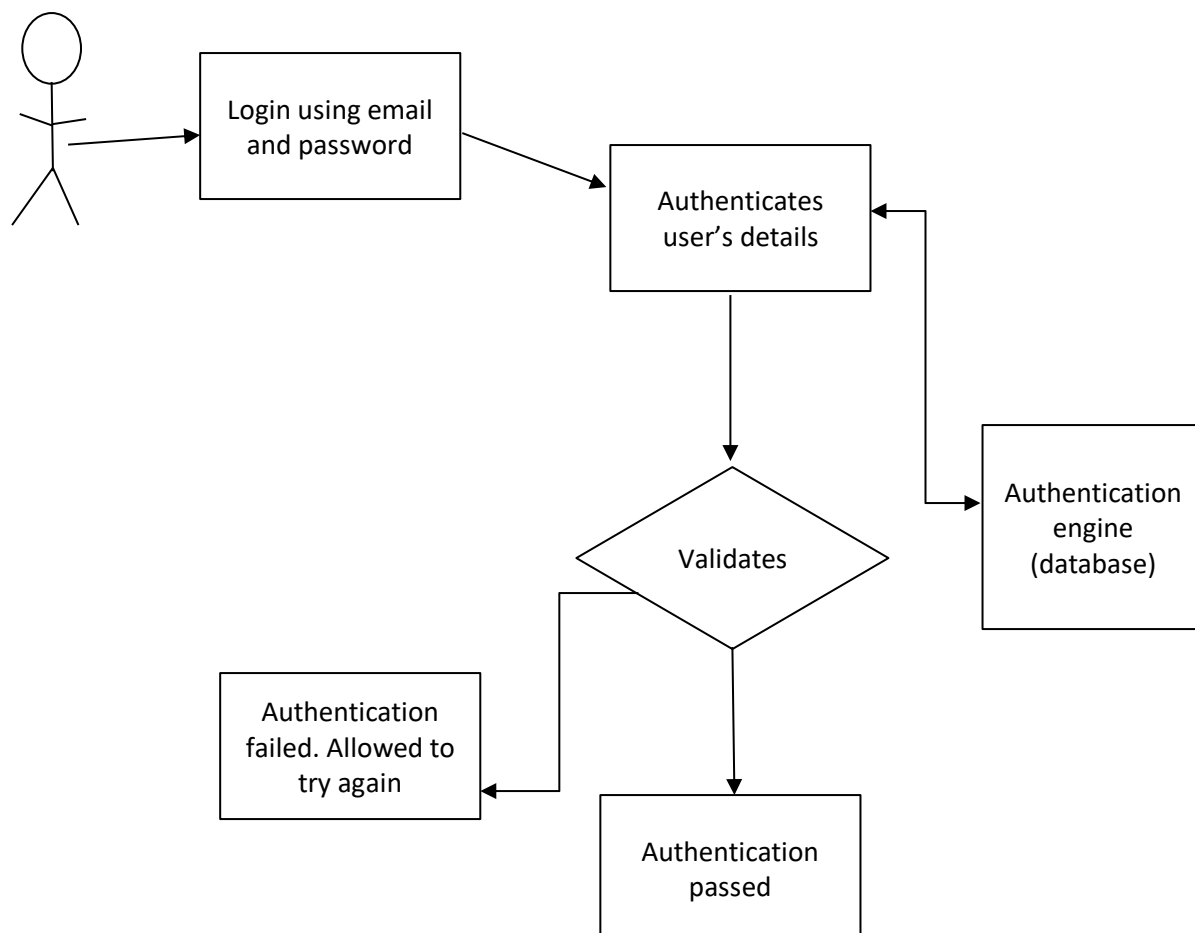 Login using email
and password
Authenticates
user’s details
Authentication
engine
(database)
Validates
Authentication
failed. Allowed to
try again
Authentication
passed